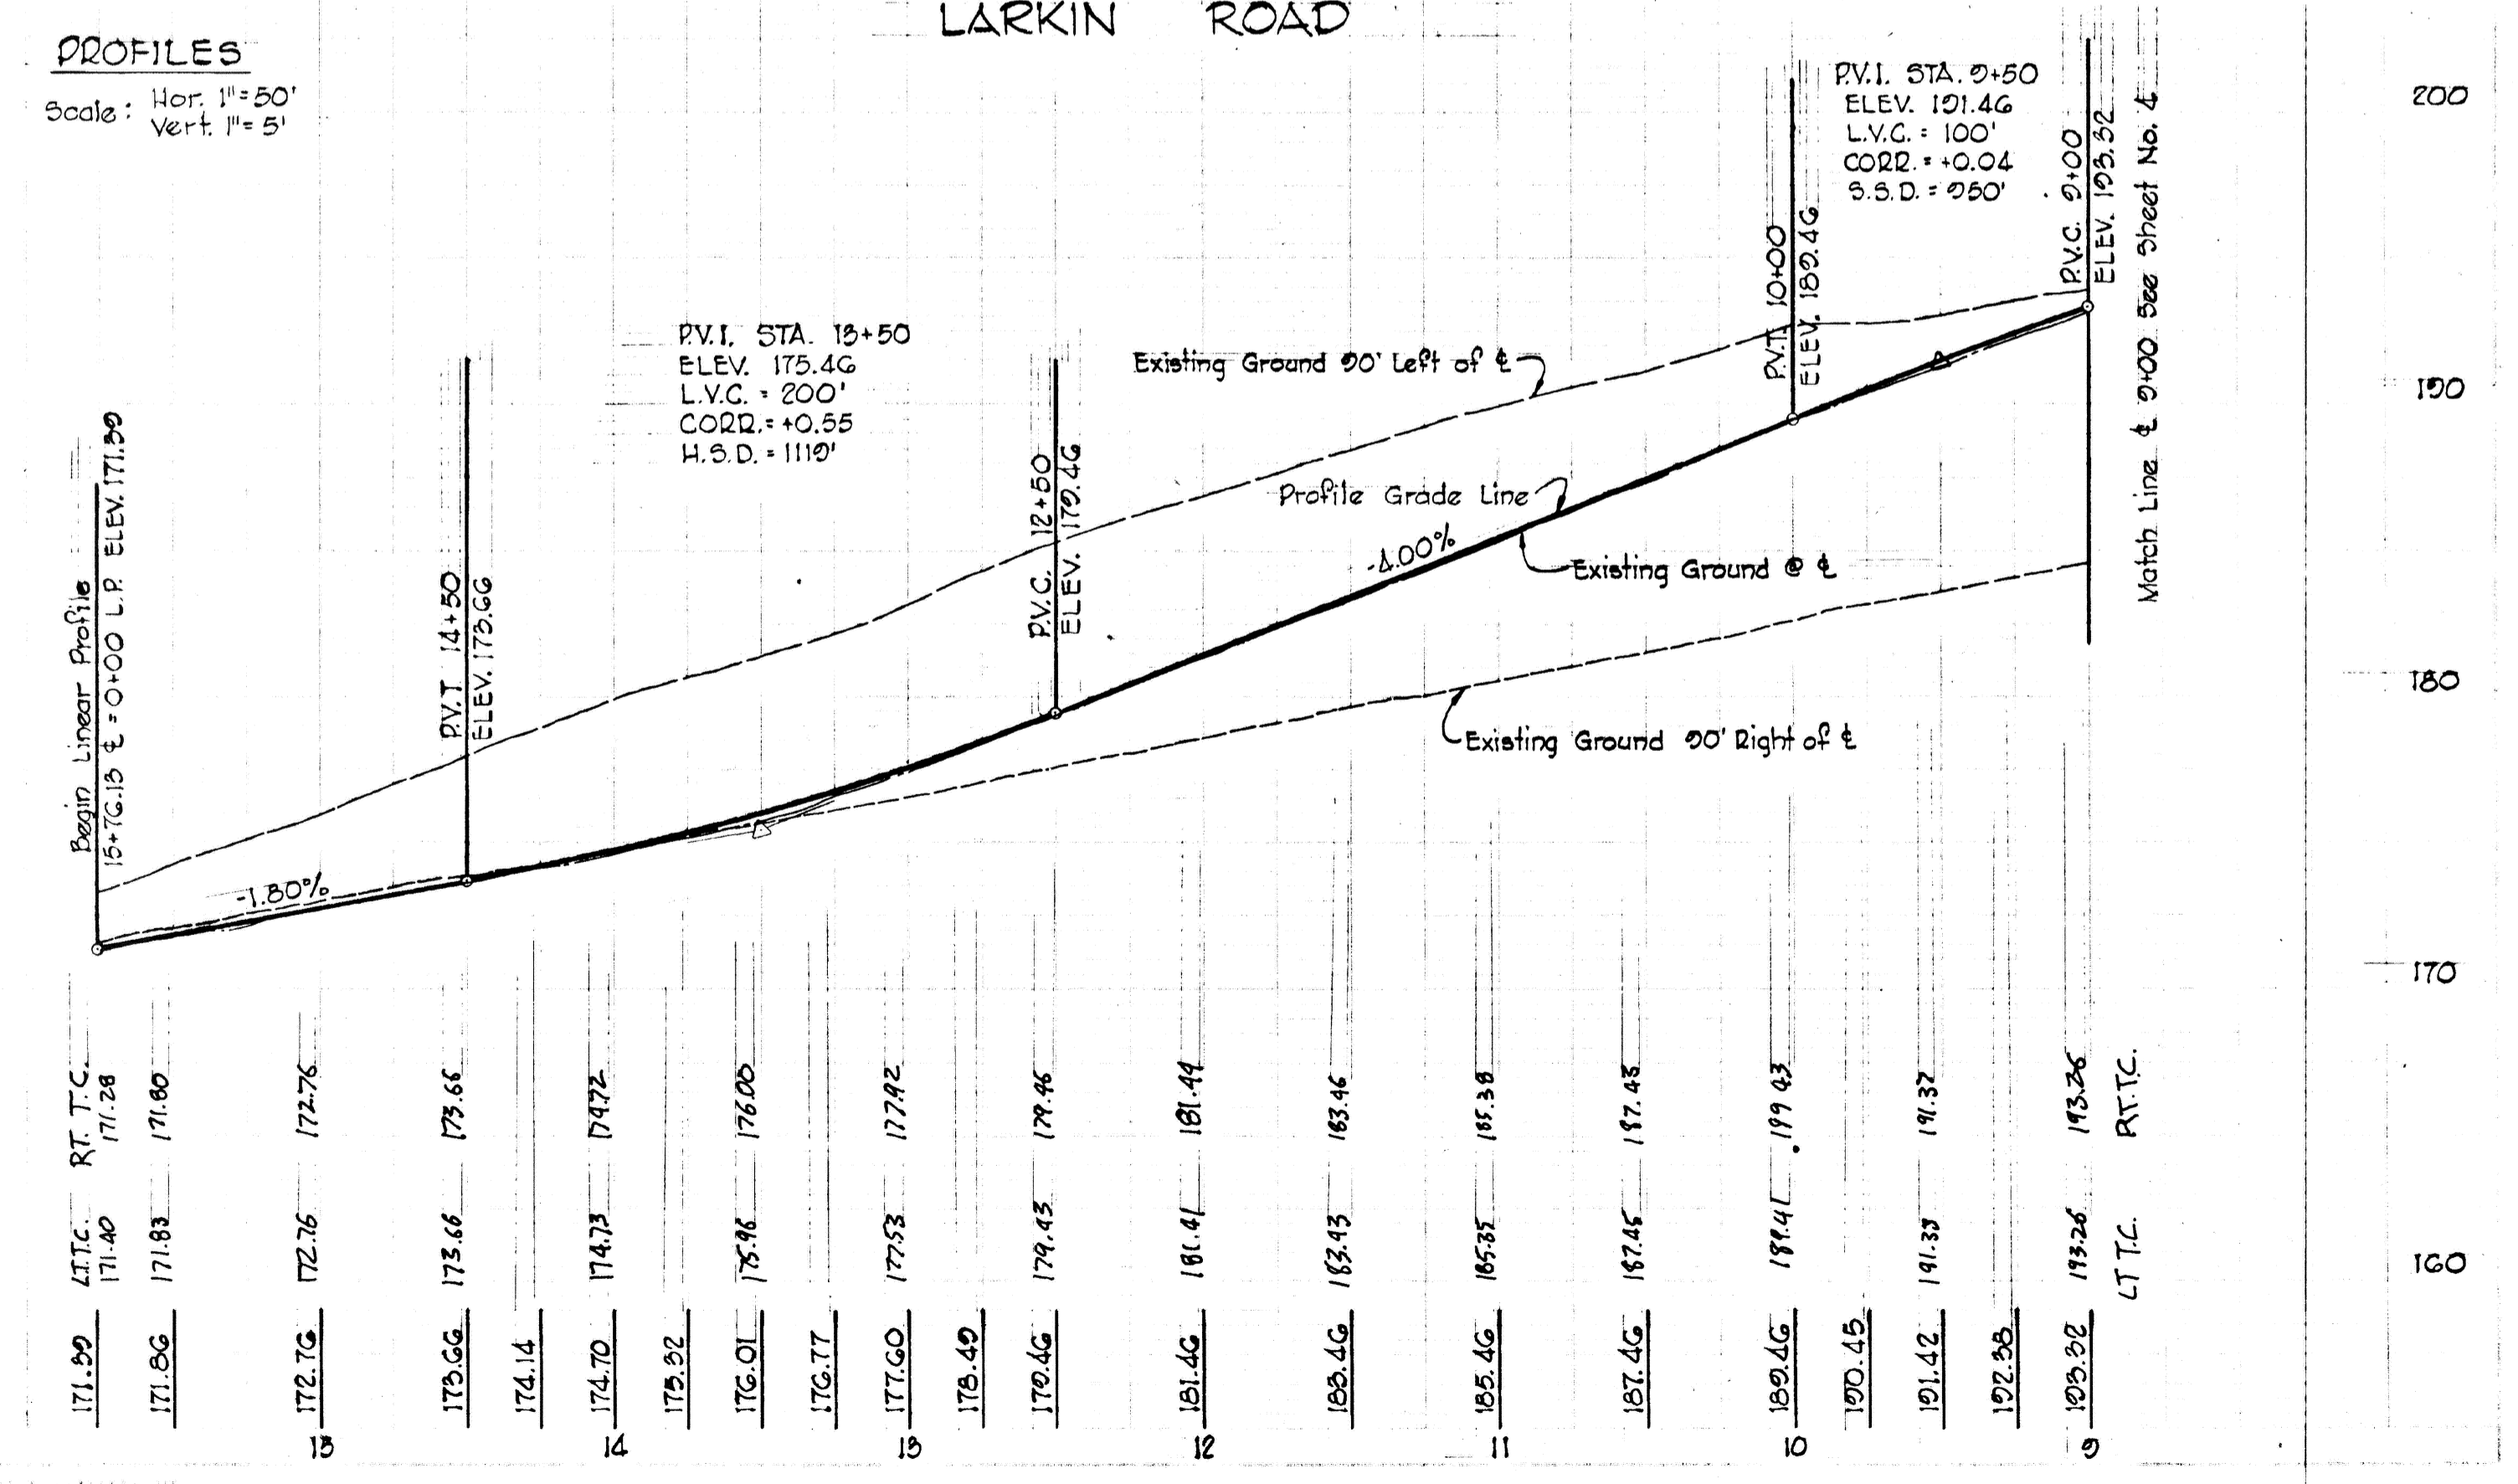 LARKIN ROAD
PROFILES
Scale: Hor. 1"=50'
Vert. 1"=5'
P.V.I. STA. 9+50
ELEV. 191.46
L.V.C. = 100'
CORR. = +0.04
S.S.D. = 950'
P.V.C. 9+00
ELEV. 193.32
Match Line ℄ 9+00 See Sheet No. 4
200
190
180
170
160
P.V.T. 10+00
ELEV. 189.46
P.V.I. STA. 13+50
ELEV. 175.46
L.V.C. = 200'
CORR. = +0.55
H.S.D. = 1119'
Existing Ground 90' Left of ℄
Profile Grade Line
-4.00%
Existing Ground @ ℄
Existing Ground 90' Right of ℄
P.V.C. 12+50
ELEV. 179.46
P.V.T 14+50
ELEV. 173.66
Begin Linear Profile
15+76.13 ℄ = 0+00 L.P. ELEV. 171.39
-1.80%
RT. T.C. 171.28 171.80 172.76 173.66 174.72 176.00 177.92 179.46 181.44 183.46 185.38 187.43 199 43 191.37 193.26 RT.T.C.
LT.T.C. 171.40 171.83 172.76 173.66 174.73 175.96 177.53 179.43 181.41 183.43 185.35 187.45 189.41 191.33 193.26 LT T.C.
171.39 171.86 172.76 173.66 174.14 174.70 175.32 176.01 176.77 177.60 178.49 179.46 181.46 183.46 185.46 187.46 189.46 190.45 191.42 192.38 193.32
15 14 13 12 11 10 9